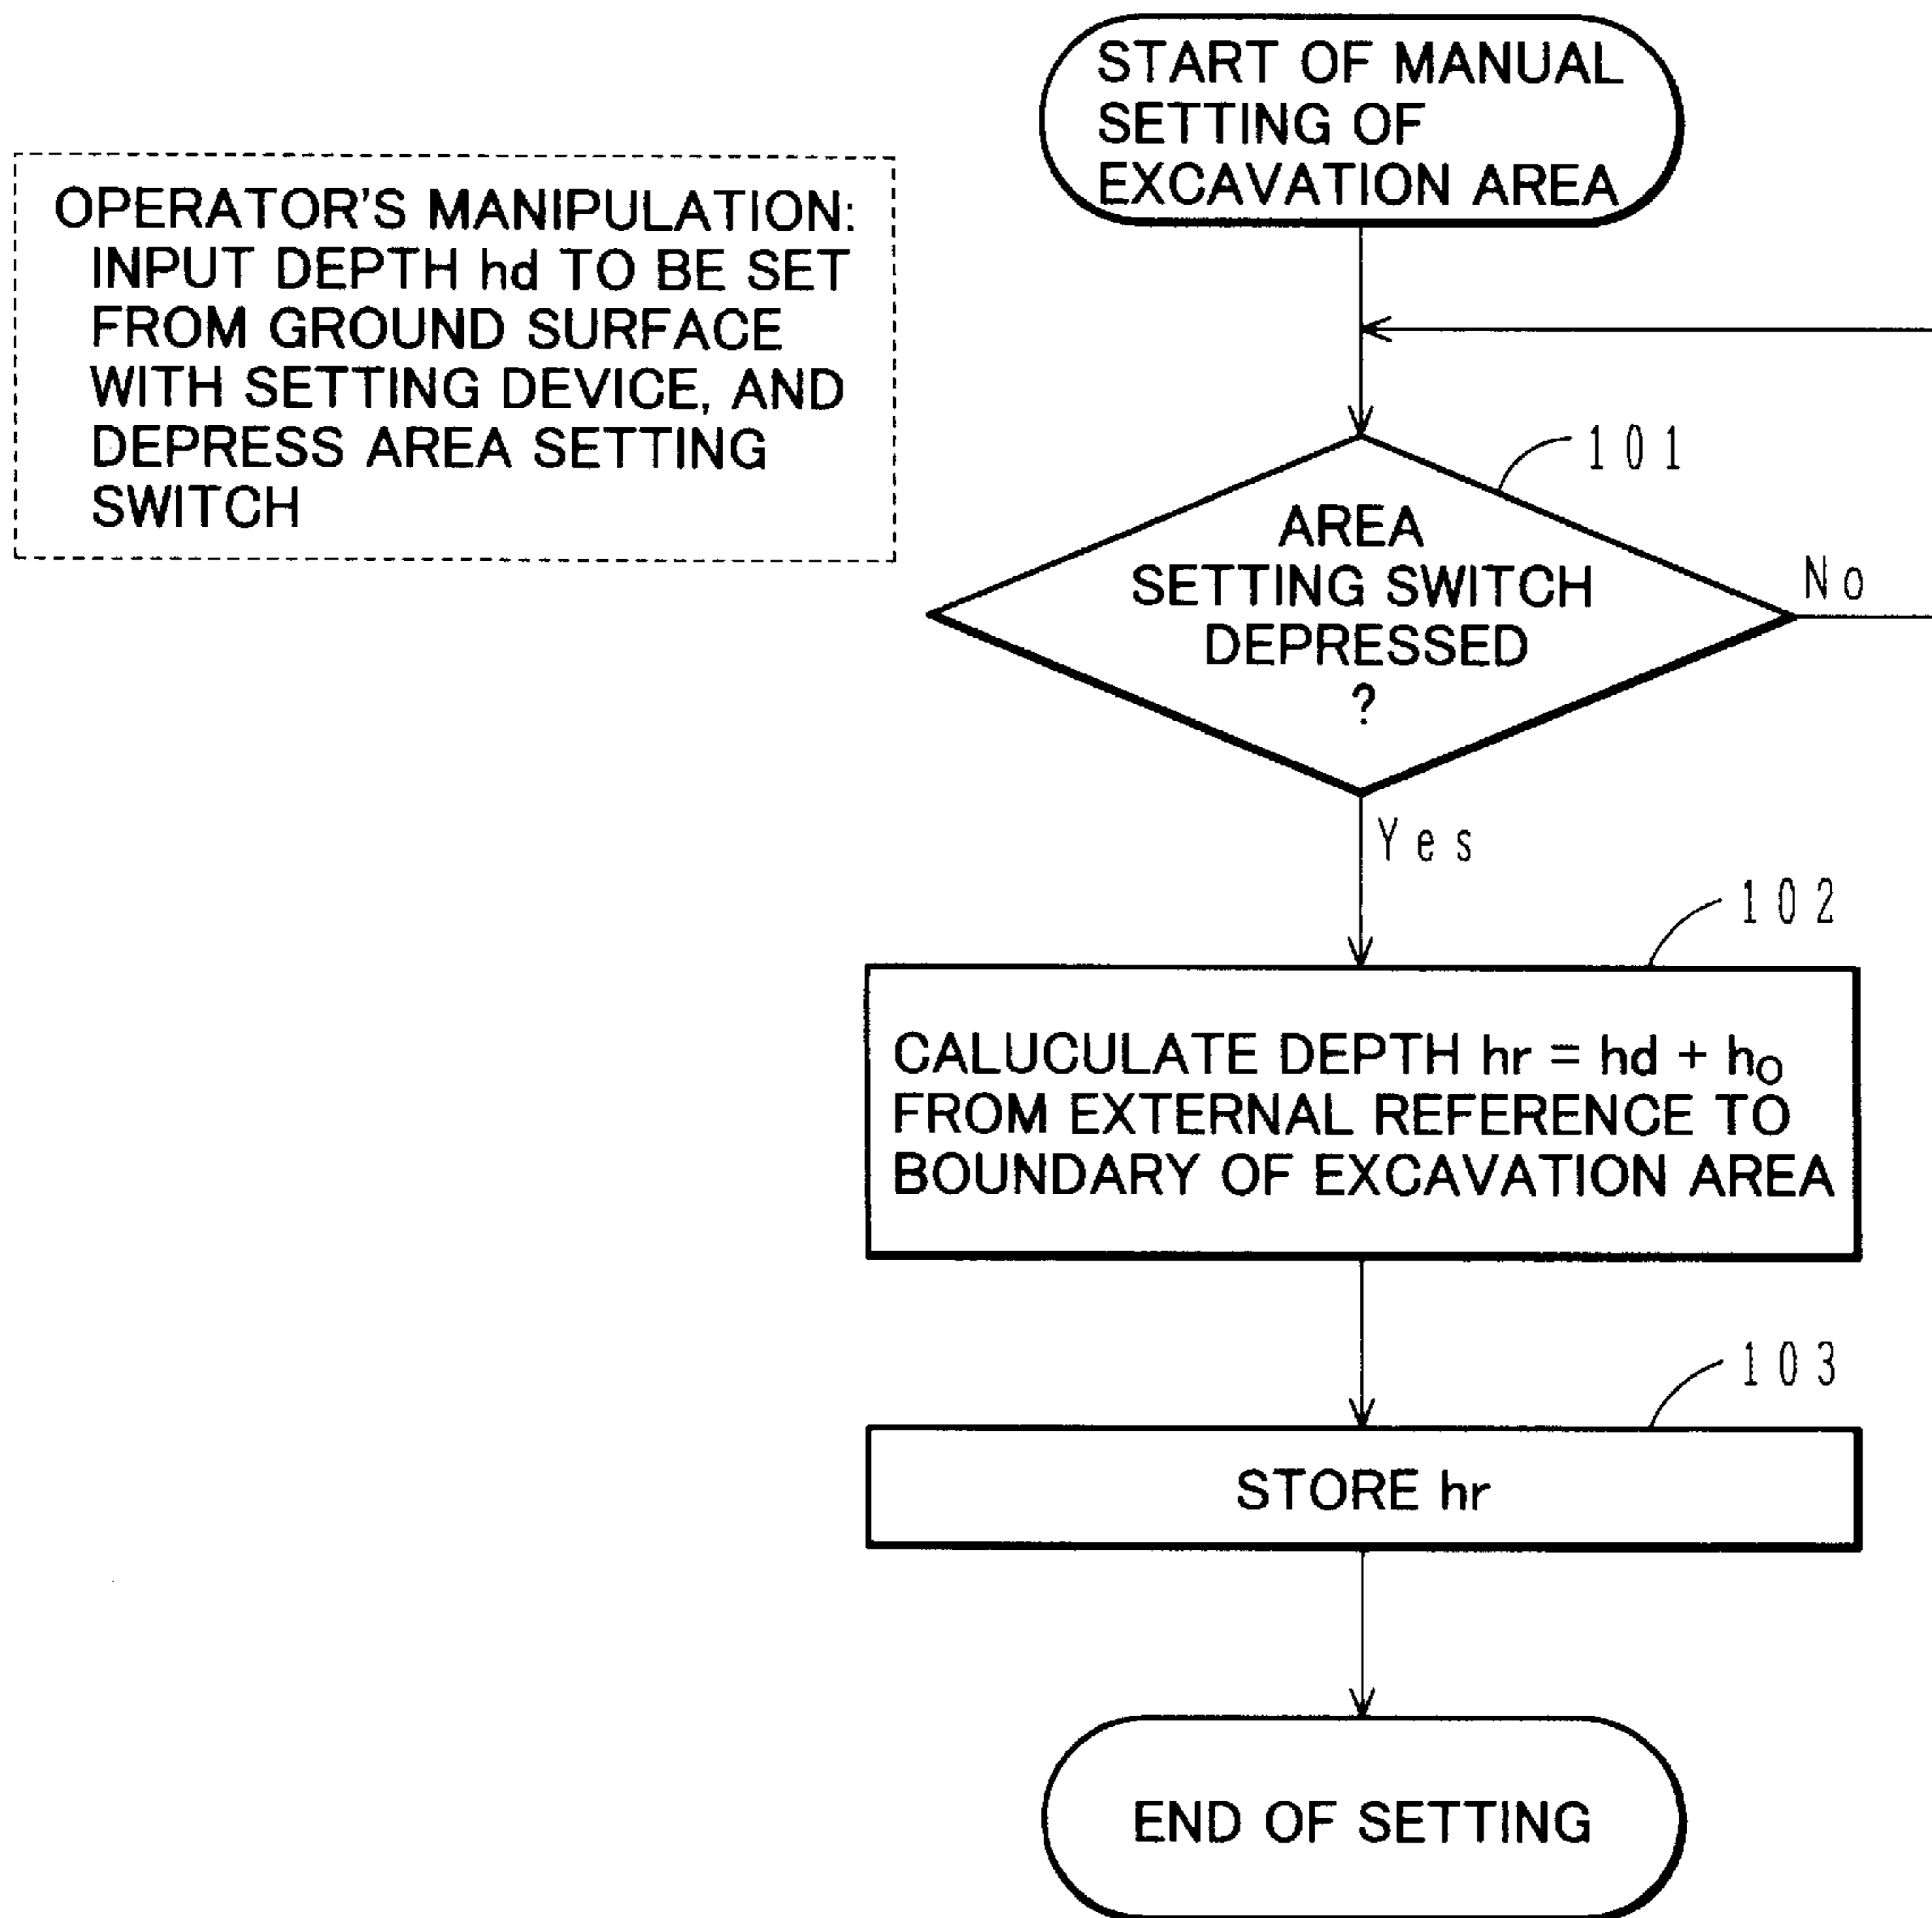 START OF MANUAL
SETTING OF
EXCAVATION AREA
OPERATOR'S MANIPULATION:
INPUT DEPTH hd TO BE SET
FROM GROUND SURFACE
WITH SETTING DEVICE, AND
DEPRESS AREA SETTING
SWITCH
101
AREA
SETTING SWITCH
DEPRESSED
?
No
Yes
102
CALUCULATE DEPTH hr = hd + h₀
FROM EXTERNAL REFERENCE TO
BOUNDARY OF EXCAVATION AREA
103
STORE hr
END OF SETTING